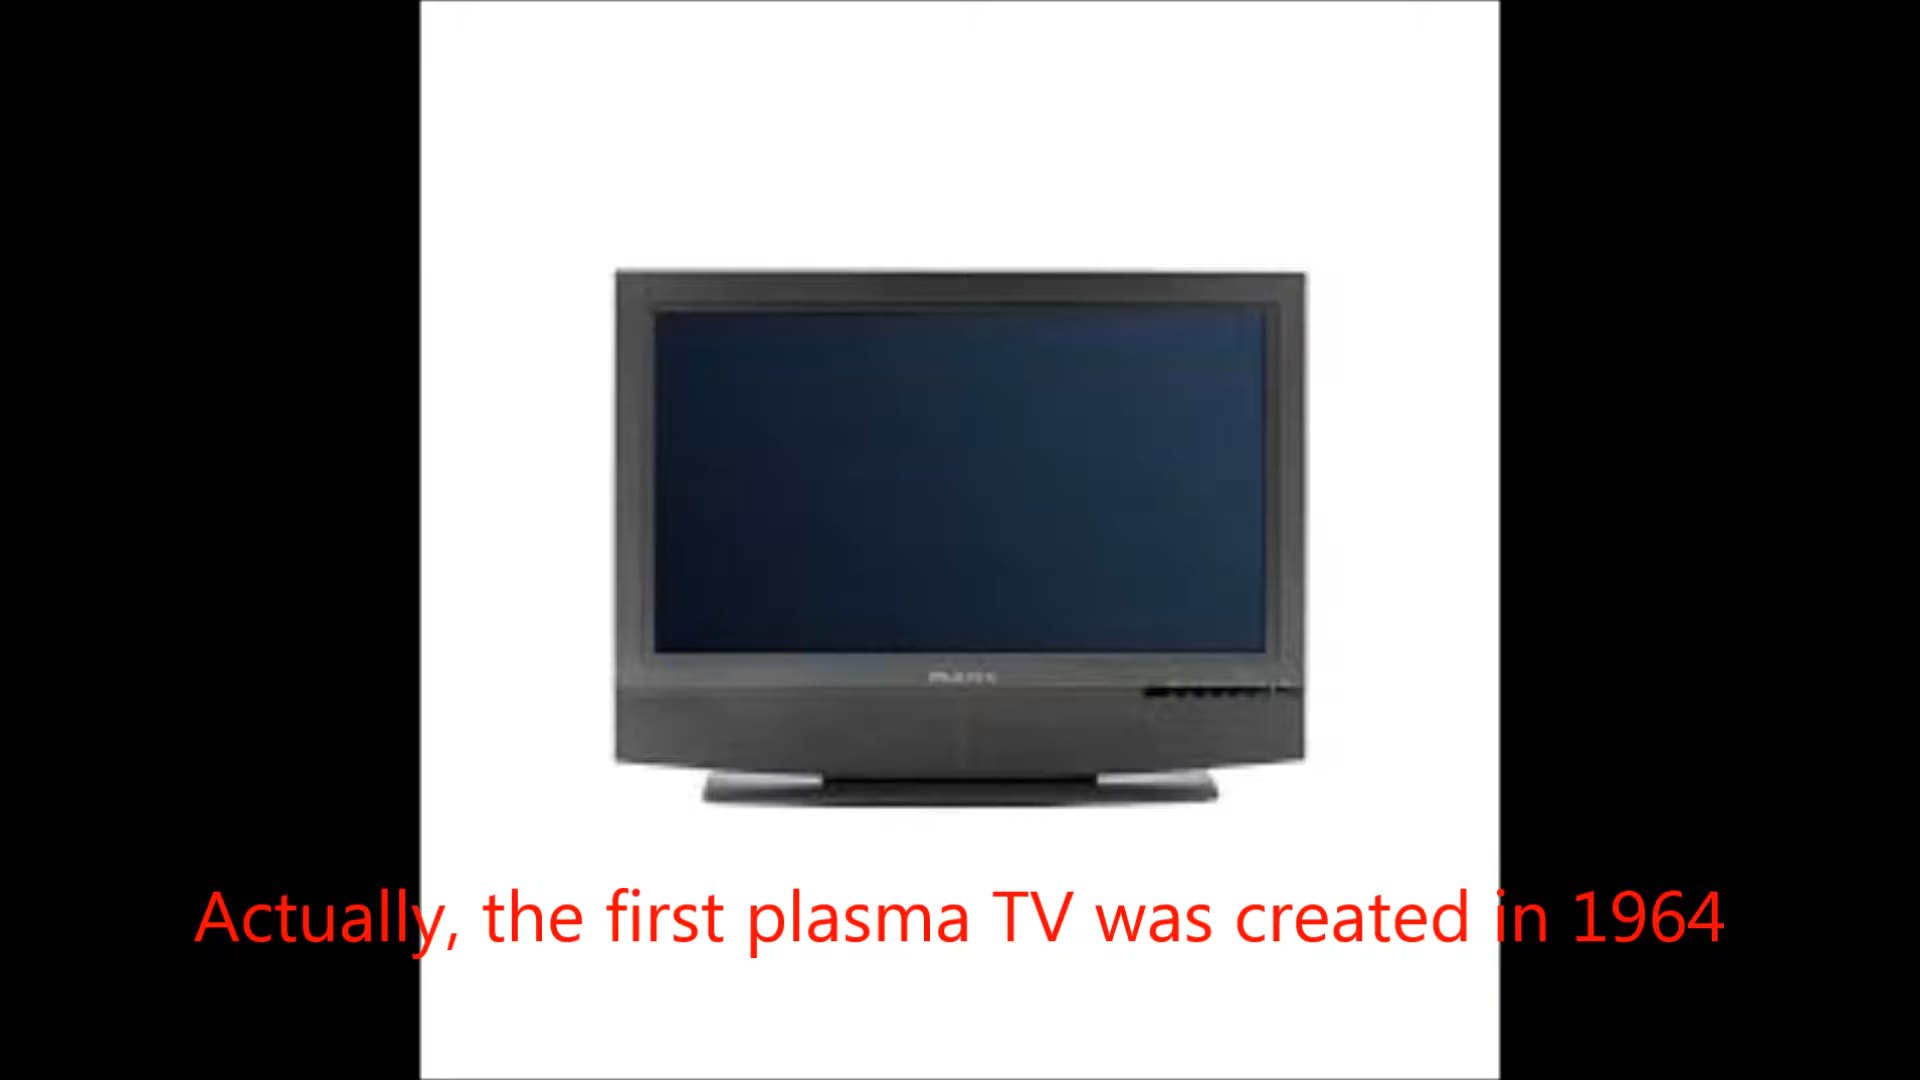 Actually, the first plasma TV was created in 1964